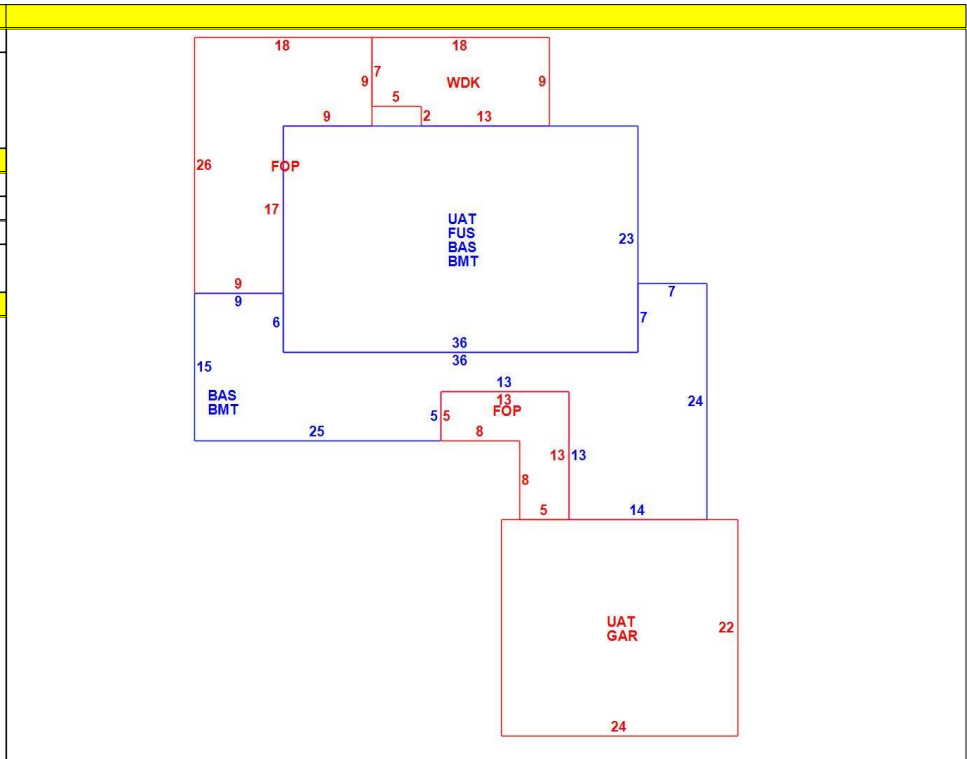 18 18
7
9 WDK 9
5
9 2 13
26 FOP
17
UAT
FUS 23
BAS
BMT
9 7
9
6 7
36
36
15 13
BAS 13 24
BMT FOP
5 5
25 8
13 13
8
5 14
UAT 22
GAR
24